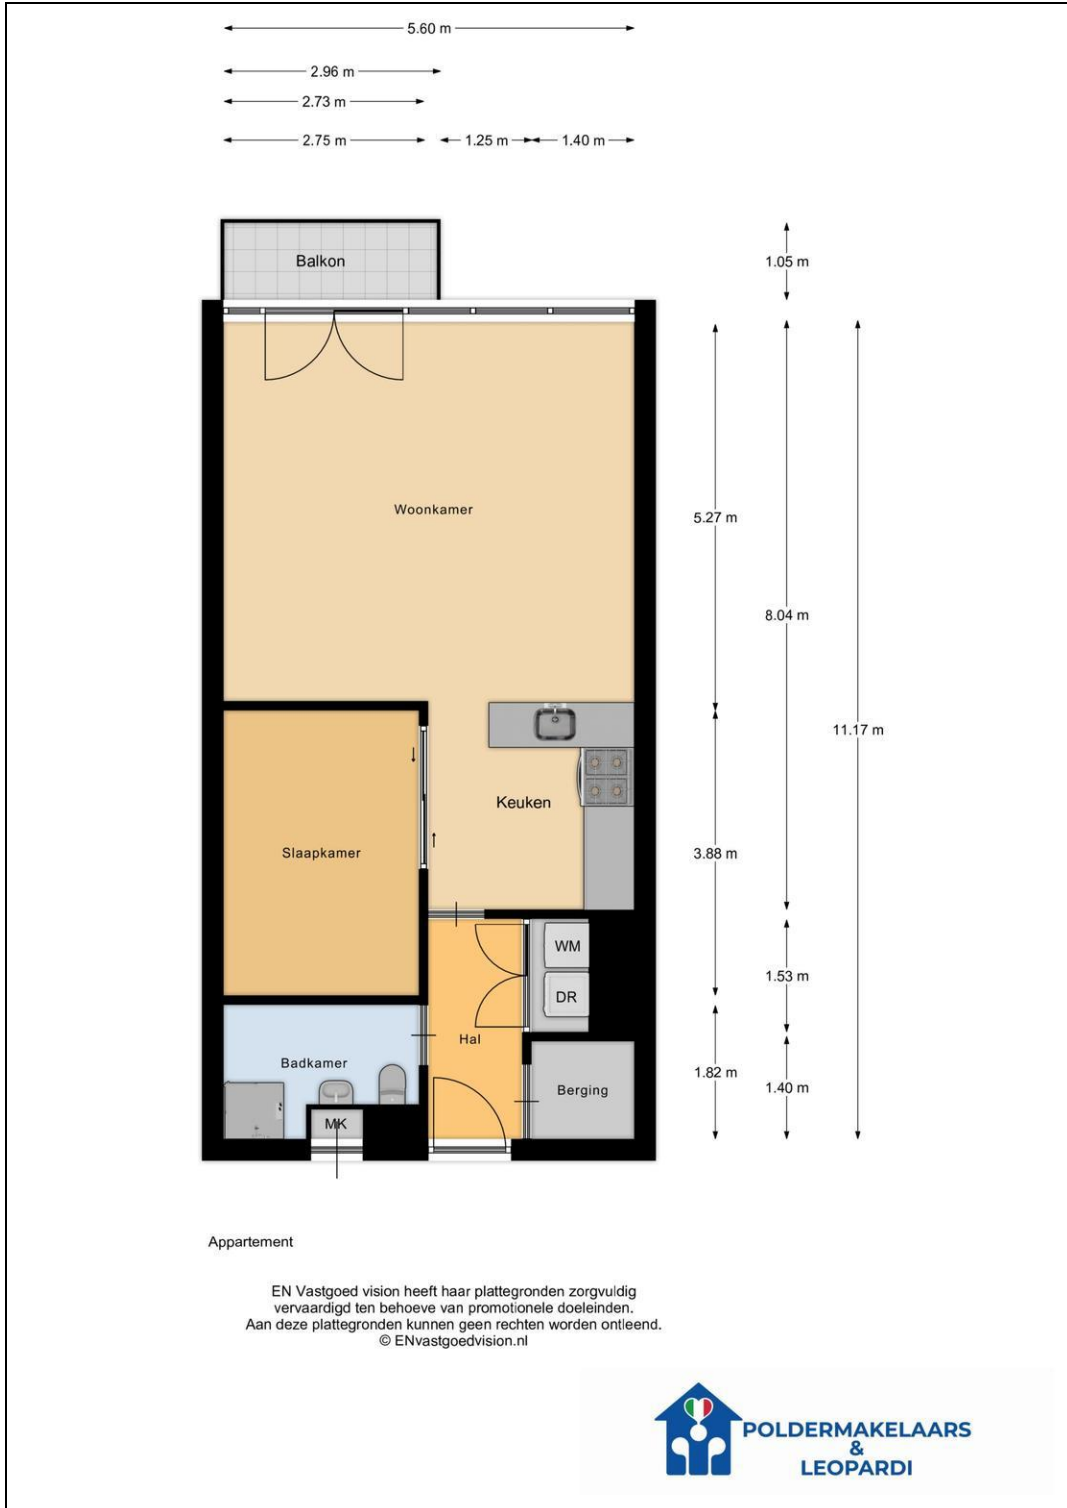 5.60 m
2.96 m
2.73 m
2.75 m
1.25 m
1.40 m
Balkon
1.05 m
Woonkamer
5.27 m
8.04 m
11.17 m
Keuken
Slaapkamer
3.88 m
WM
1.53 m
DR
Hal
Badkamer
1.82 m
1.40 m
Berging
MK
Appartement
EN Vastgoed vision heeft haar plattegronden zorgvuldig
vervaardigd ten behoeve van promotionele doeleinden.
Aan deze plattegronden kunnen geen rechten worden ontleend.
© ENvastgoedvision.nl
POLDERMAKELAARS
&
LEOPARDI